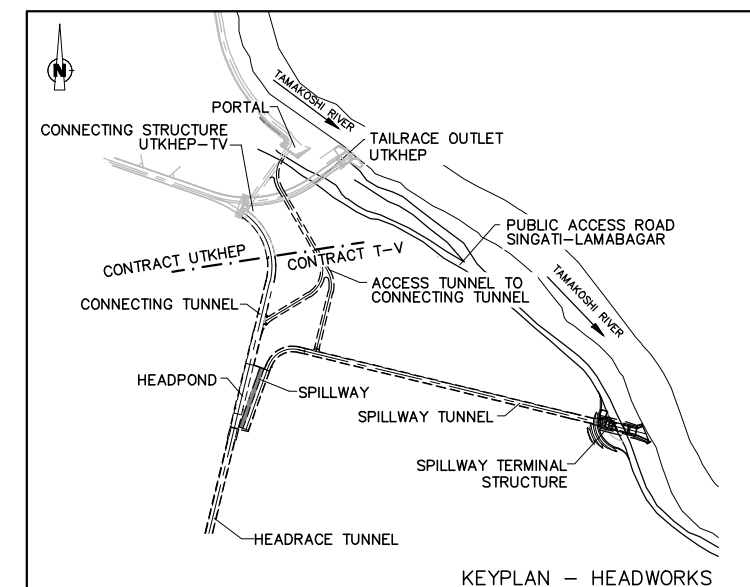 N
TAMAKOSHI RIVER
PORTAL
CONNECTING STRUCTURE
UTKHEP-TV
TAILRACE OUTLET
UTKHEP
PUBLIC ACCESS ROAD
SINGATI-LAMABAGAR
CONTRACT UTKHEP
CONTRACT T-V
TAMAKOSHI RIVER
ACCESS TUNNEL TO
CONNECTING TUNNEL
CONNECTING TUNNEL
HEADPOND
SPILLWAY
SPILLWAY TUNNEL
SPILLWAY TERMINAL
STRUCTURE
HEADRACE TUNNEL
KEYPLAN - HEADWORKS